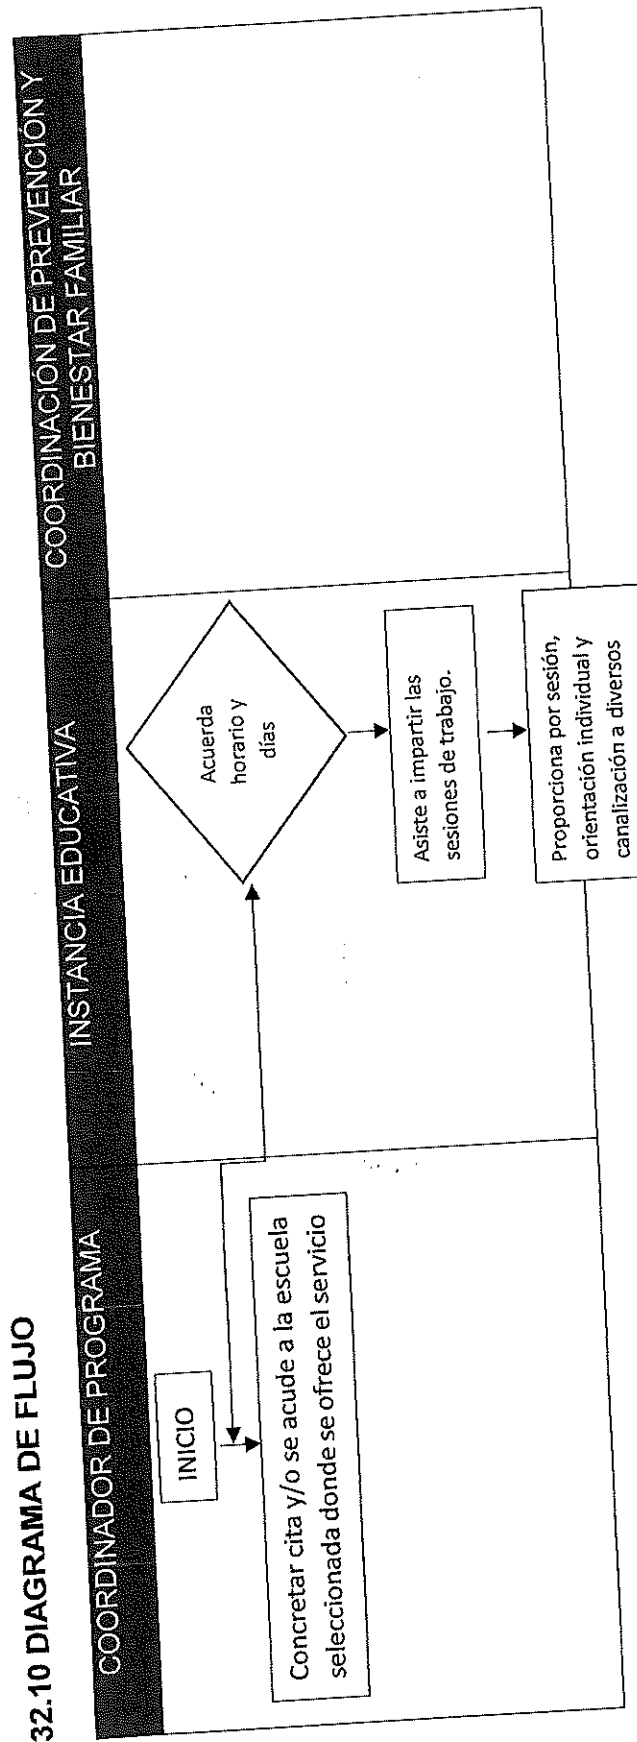 32.10 DIAGRAMA DE FLUJO
COORDINADOR DE PROGRAMA
INSTANCIA EDUCATIVA
COORDINACIÓN DE PREVENCIÓN Y
BIENESTAR FAMILIAR
INICIO
Concretar cita y/o se acude a la escuela
seleccionada donde se ofrece el servicio
Acuerda
horario y
días
Asiste a impartir las
sesiones de trabajo.
Proporciona por sesión,
orientación individual y
canalización a diversos